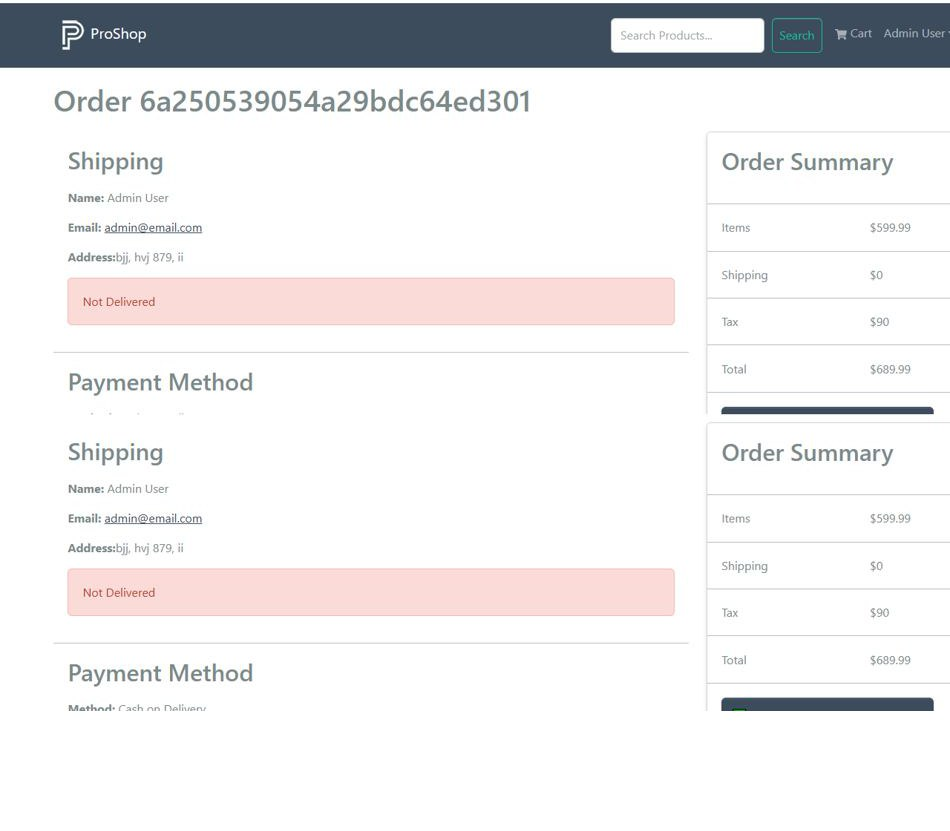 ProShop
Search Products...
Search
Cart
Admin User
Order 6a250539054a29bdc64ed301
Shipping
Name: Admin User
Email: admin@email.com
Address:bjj, hvj 879, ii
Not Delivered
Payment Method
Order Summary
Items $599.99
Shipping $0
Tax $90
Total $689.99
Shipping
Name: Admin User
Email: admin@email.com
Address:bjj, hvj 879, ii
Not Delivered
Payment Method
Method: Cash on Delivery
Order Summary
Items $599.99
Shipping $0
Tax $90
Total $689.99